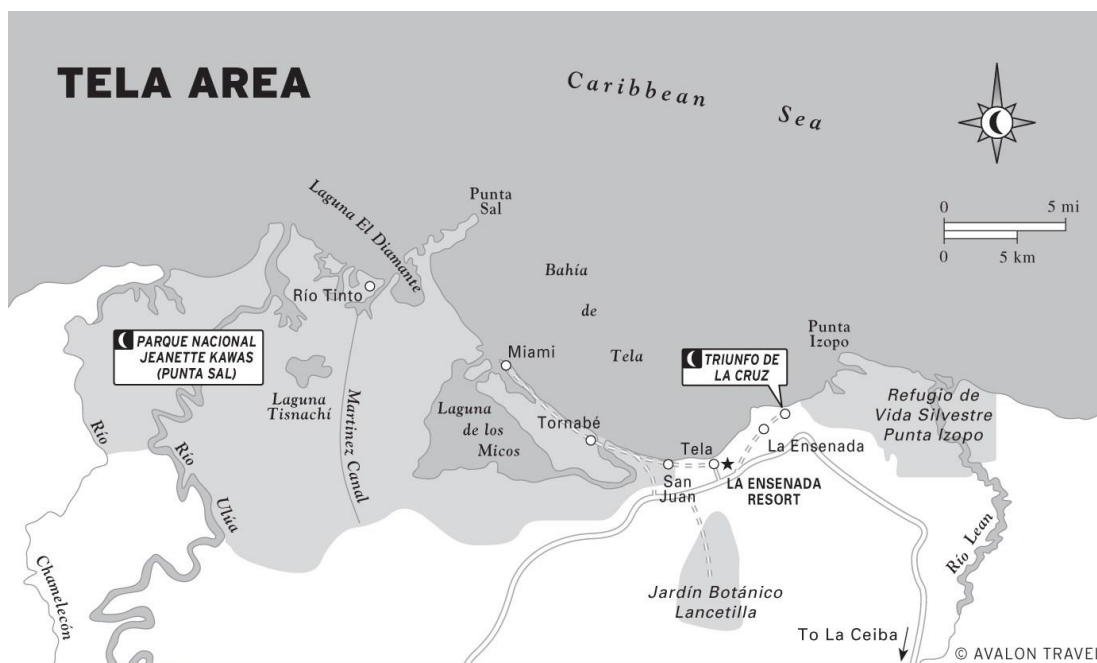 TELA AREA
Caribbean Sea
0 5 mi
0 5 km
Punta
Sal
Laguna El Diamante
Río Tinto
Bahía
de
Tela
PARQUE NACIONAL
JEANETTE KAWAS
(PUNTA SAL)
Laguna
Tisnachí
Martinez Canal
Miami
Laguna
de los
Micos
Tornabé
TRIUNFO DE
LA CRUZ
Punta
Izopo
Refugio de
Vida Silvestre
Punta Izopo
La Ensenada
Tela
San
Juan
LA ENSENADA
RESORT
Río
Chamelecón
Río
Ulúa
Río Lean
Jardín Botánico
Lancetilla
To La Ceiba
© AVALON TRAVEL